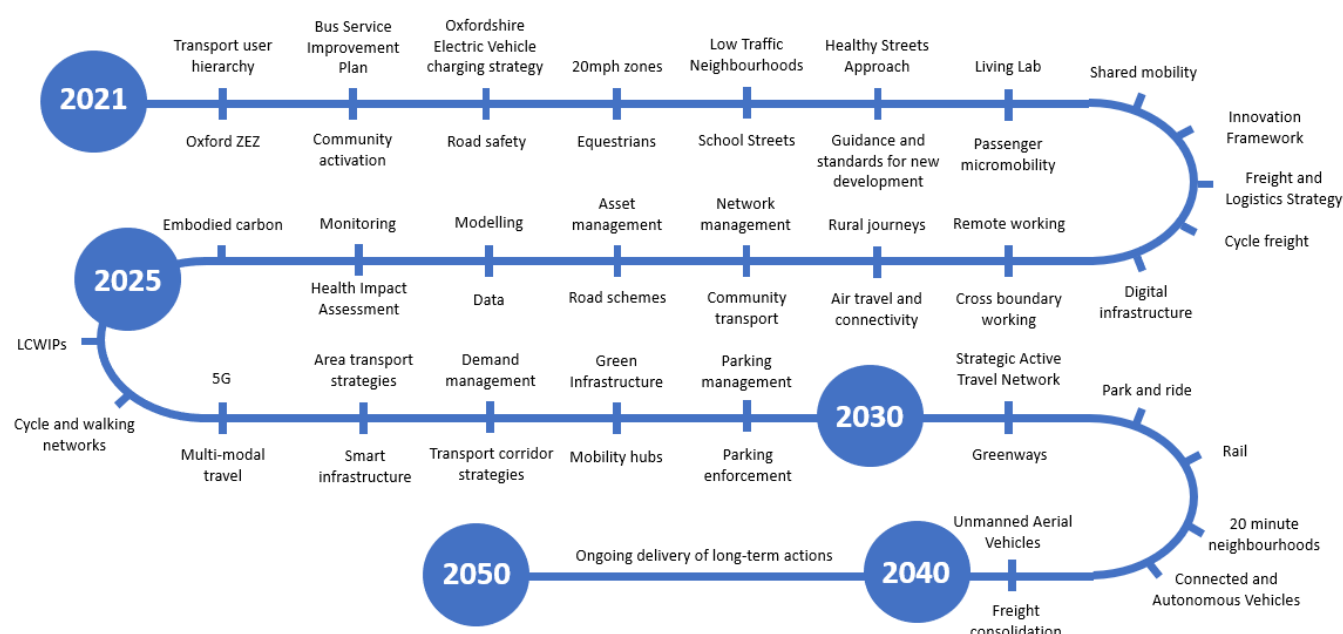 2021
Transport user
hierarchy
Oxford ZEZ
Bus Service
Improvement
Plan
Community
activation
Oxfordshire
Electric Vehicle
charging strategy
Road safety
20mph zones
Equestrians
Low Traffic
Neighbourhoods
School Streets
Healthy Streets
Approach
Guidance and
standards for new
development
Living Lab
Passenger
micromobility
Shared mobility
Innovation
Framework
Freight and
Logistics Strategy
Cycle freight
Digital
infrastructure
Remote working
Cross boundary
working
Rural journeys
Air travel and
connectivity
Network
management
Community
transport
Asset
management
Road schemes
Modelling
Data
Monitoring
Health Impact
Assessment
Embodied carbon
2025
LCWIPs
Cycle and walking
networks
5G
Multi-modal
travel
Area transport
strategies
Smart
infrastructure
Demand
management
Transport corridor
strategies
Green
Infrastructure
Mobility hubs
Parking
management
Parking
enforcement
2030
Strategic Active
Travel Network
Greenways
Park and ride
Rail
20 minute
neighbourhoods
Connected and
Autonomous Vehicles
Unmanned Aerial
Vehicles
Freight
consolidation
2040
Ongoing delivery of long-term actions
2050